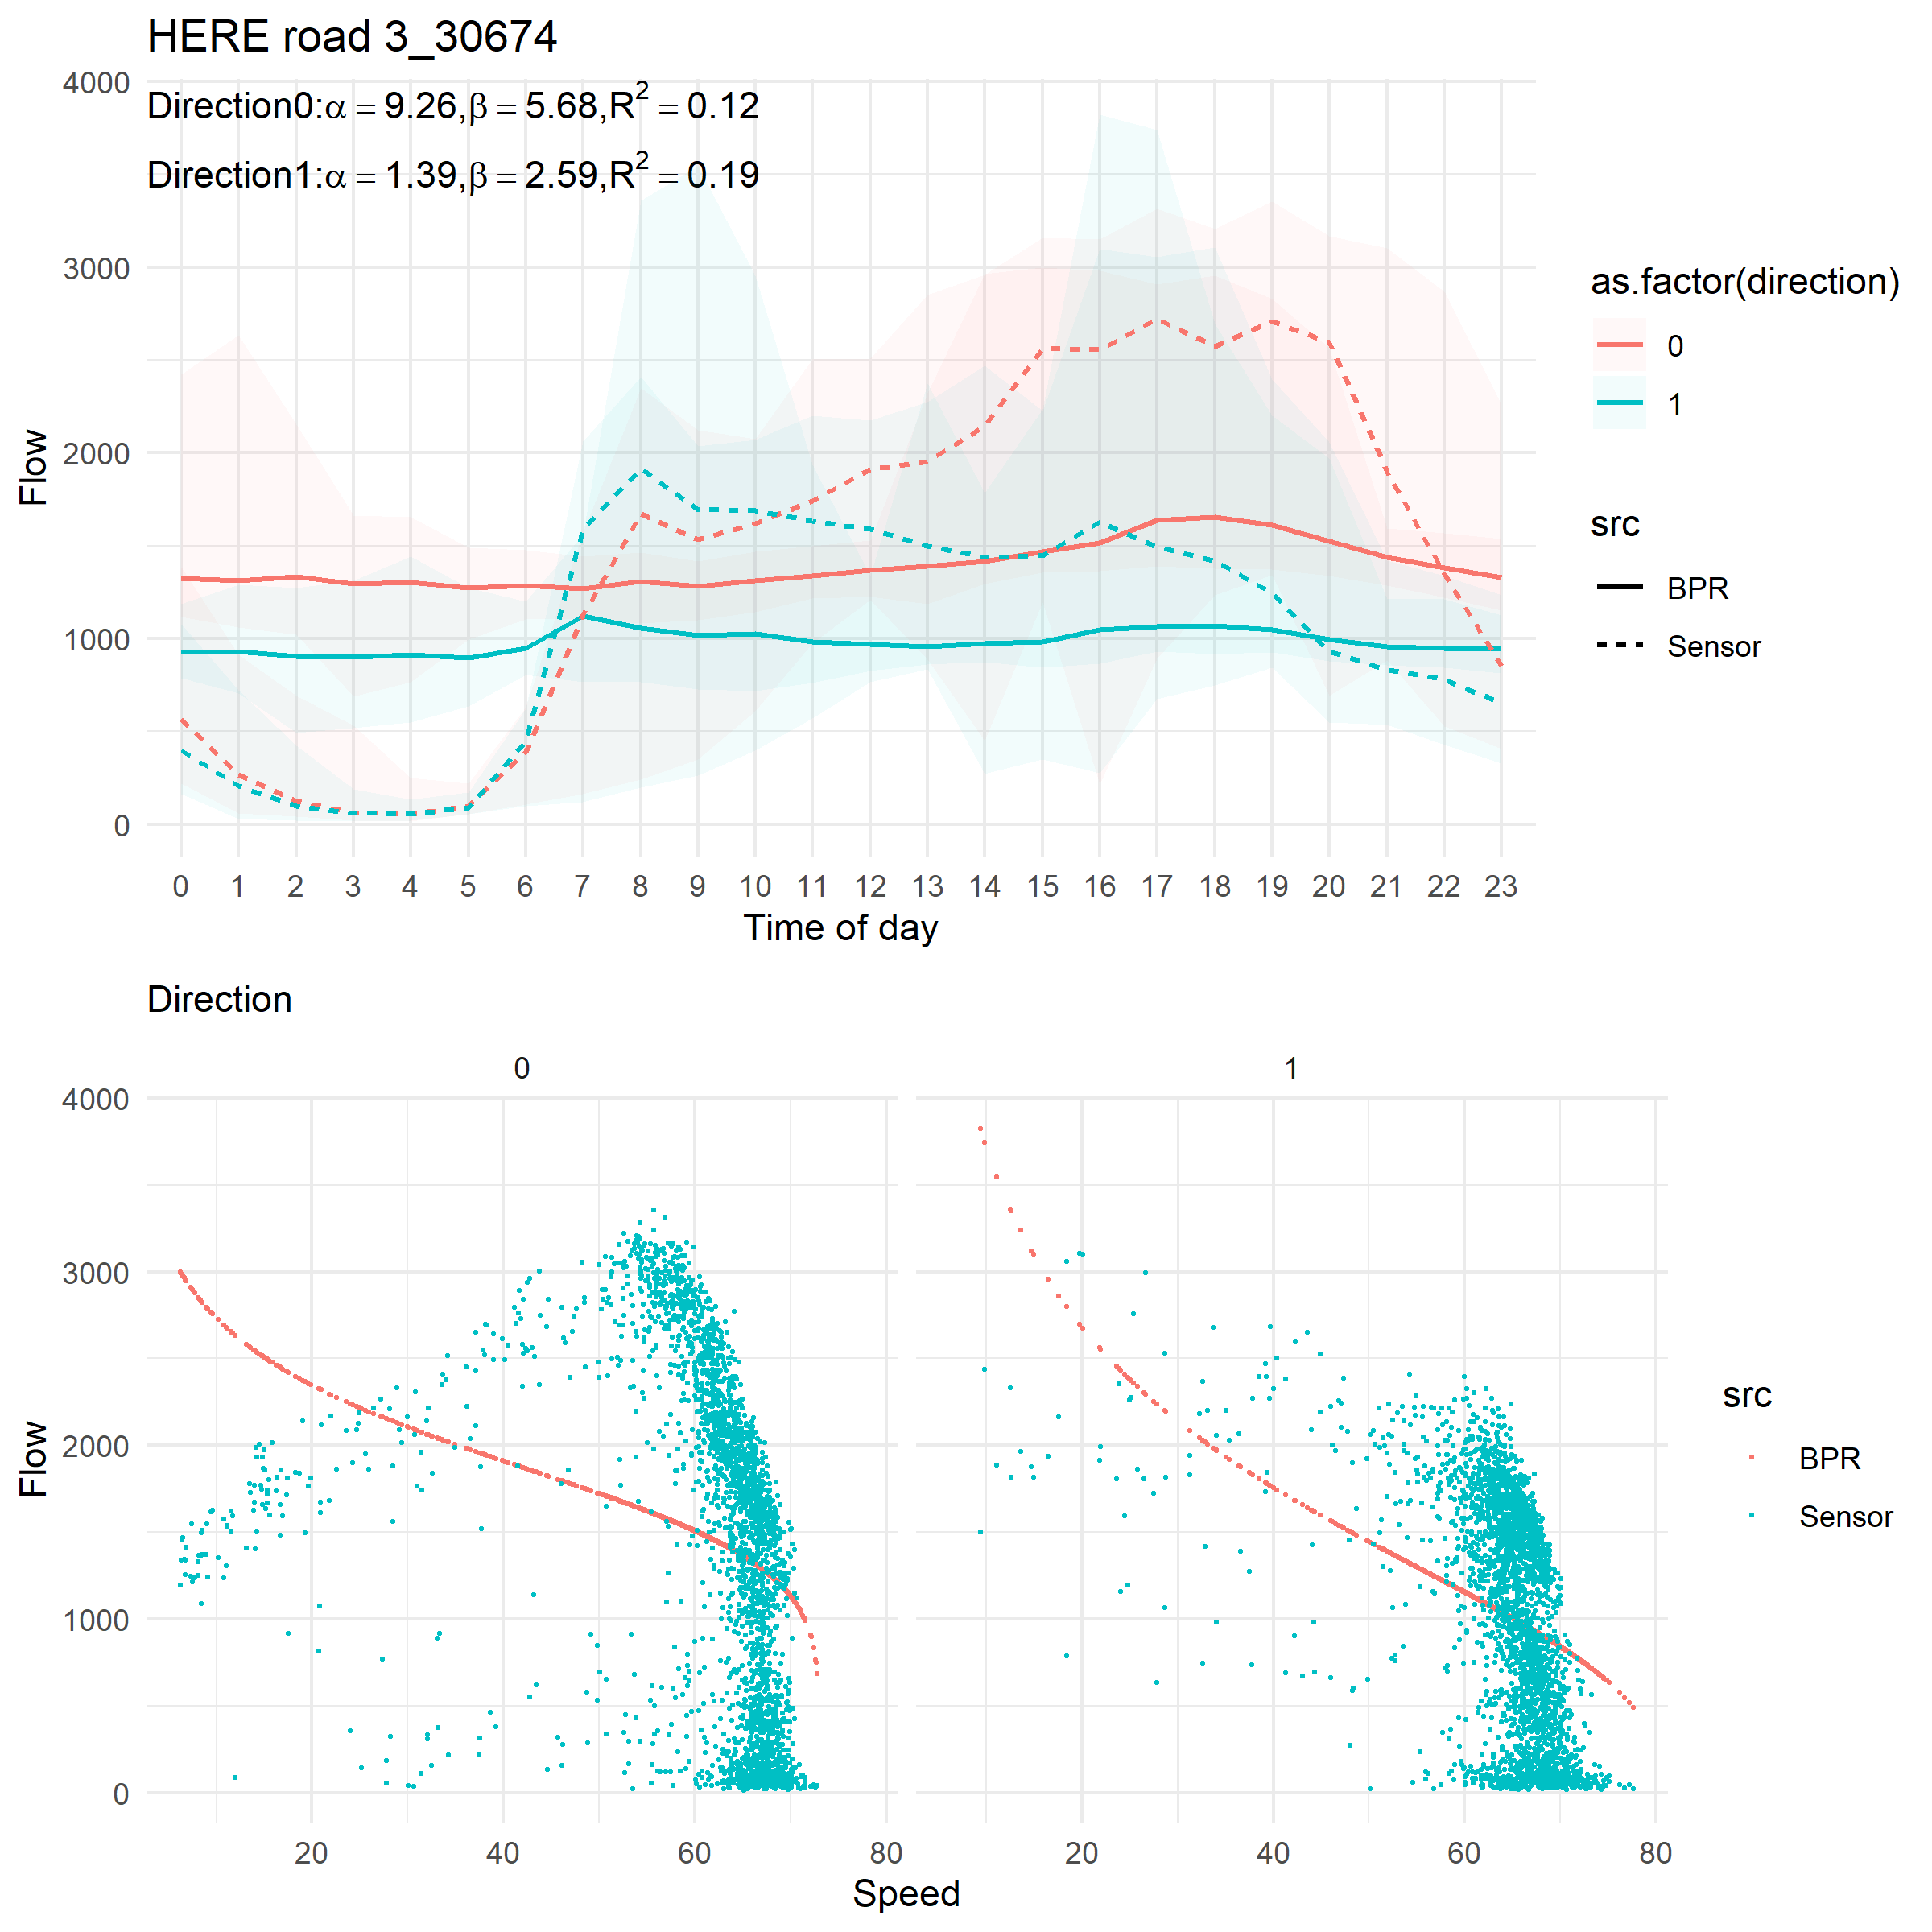 HERE road 3_30674
Direction0:α = 9.26,β = 5.68,R² = 0.12
Direction1:α = 1.39,β = 2.59,R² = 0.19
4000
3000
2000
1000
0
Flow
0 1 2 3 4 5 6 7 8 9 10 11 12 13 14 15 16 17 18 19 20 21 22 23
Time of day
as.factor(direction)
0
1
src
BPR
Sensor
Direction
0 1
4000
3000
2000
1000
0
Flow
20 40 60 80 20 40 60 80
Speed
src
BPR
Sensor